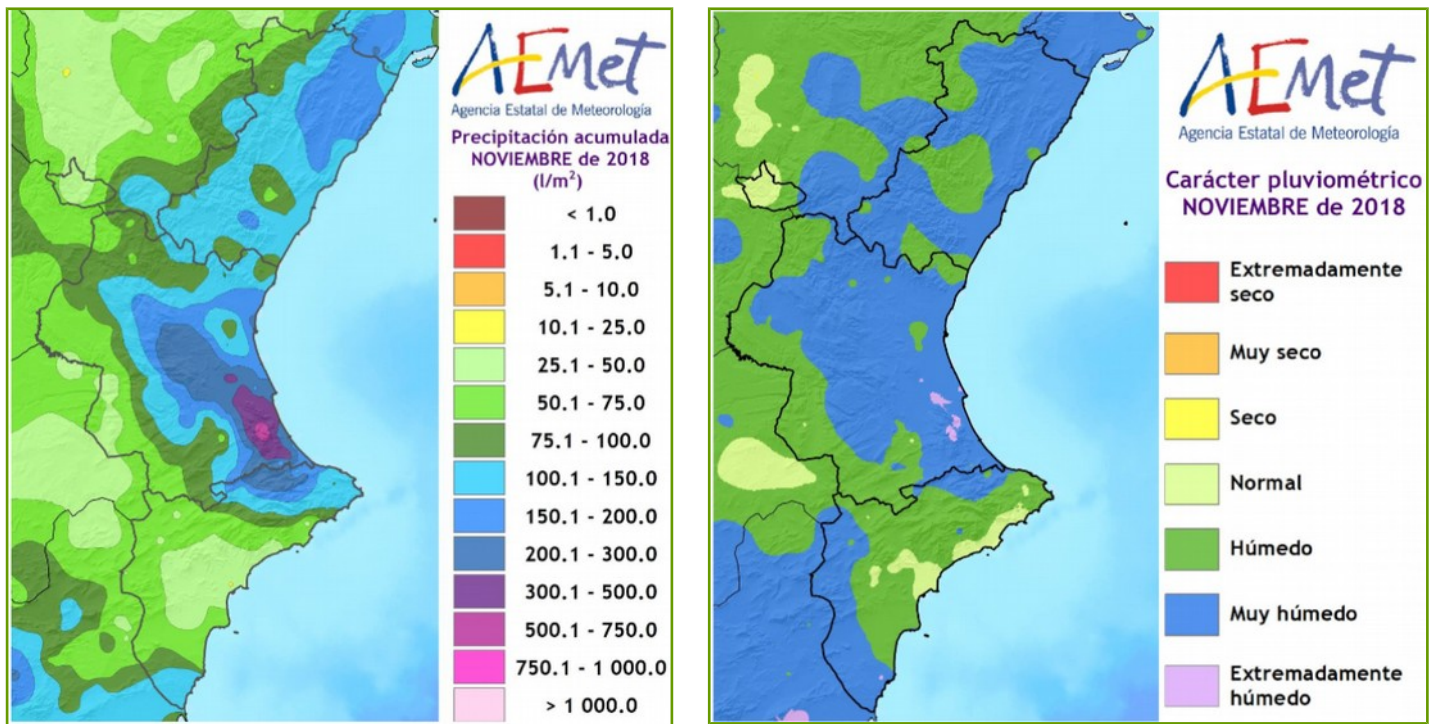 AEMet
Agencia Estatal de Meteorología
Precipitación acumulada
NOVIEMBRE de 2018
(l/m²)
< 1.0
1.1 - 5.0
5.1 - 10.0
10.1 - 25.0
25.1 - 50.0
50.1 - 75.0
75.1 - 100.0
100.1 - 150.0
150.1 - 200.0
200.1 - 300.0
300.1 - 500.0
500.1 - 750.0
750.1 - 1 000.0
> 1 000.0
AEMet
Agencia Estatal de Meteorología
Carácter pluviométrico
NOVIEMBRE de 2018
Extremadamente
seco
Muy seco
Seco
Normal
Húmedo
Muy húmedo
Extremadamente
húmedo